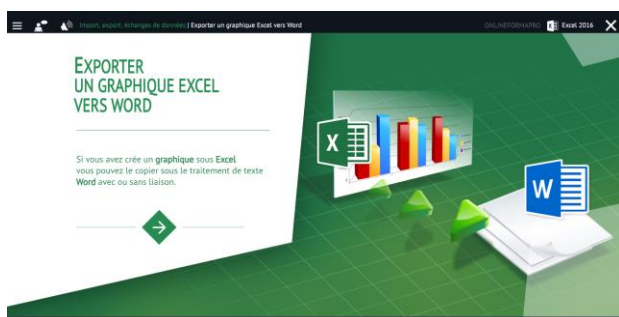 Import, export, échanges de données | Exporter un graphique Excel vers Word
ONLINEFORMAPRO Excel 2016
EXPORTER
UN GRAPHIQUE EXCEL
VERS WORD
Si vous avez crée un graphique sous Excel
vous pouvez le copier sous le traitement de texte
Word avec ou sans liaison.
X
W